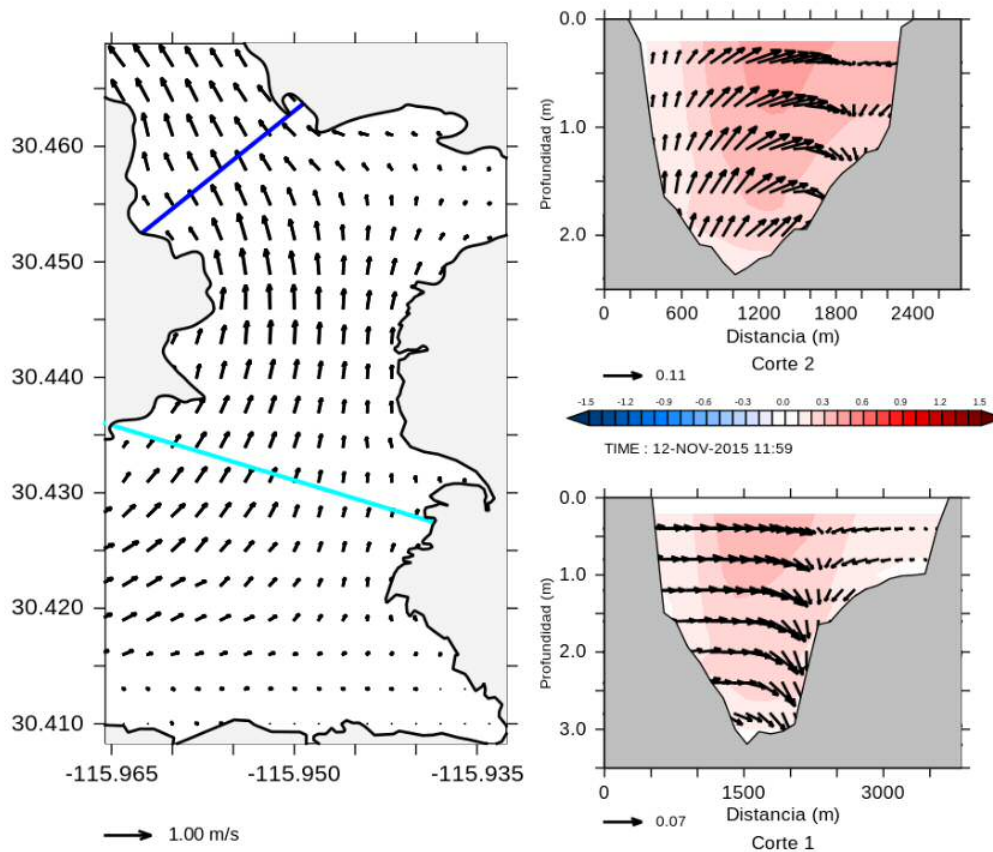 30.460
30.450
30.440
30.430
30.420
30.410
-115.965
-115.950
-115.935
1.00 m/s
0.0
1.0
2.0
Profundidad (m)
0
600
1200
1800
2400
Distancia (m)
Corte 2
0.11
-1.5 -1.2 -0.9 -0.6 -0.3 0.0 0.3 0.6 0.9 1.2 1.5
TIME : 12-NOV-2015 11:59
0.0
1.0
2.0
3.0
Profundidad (m)
0
1500
3000
Distancia (m)
0.07
Corte 1